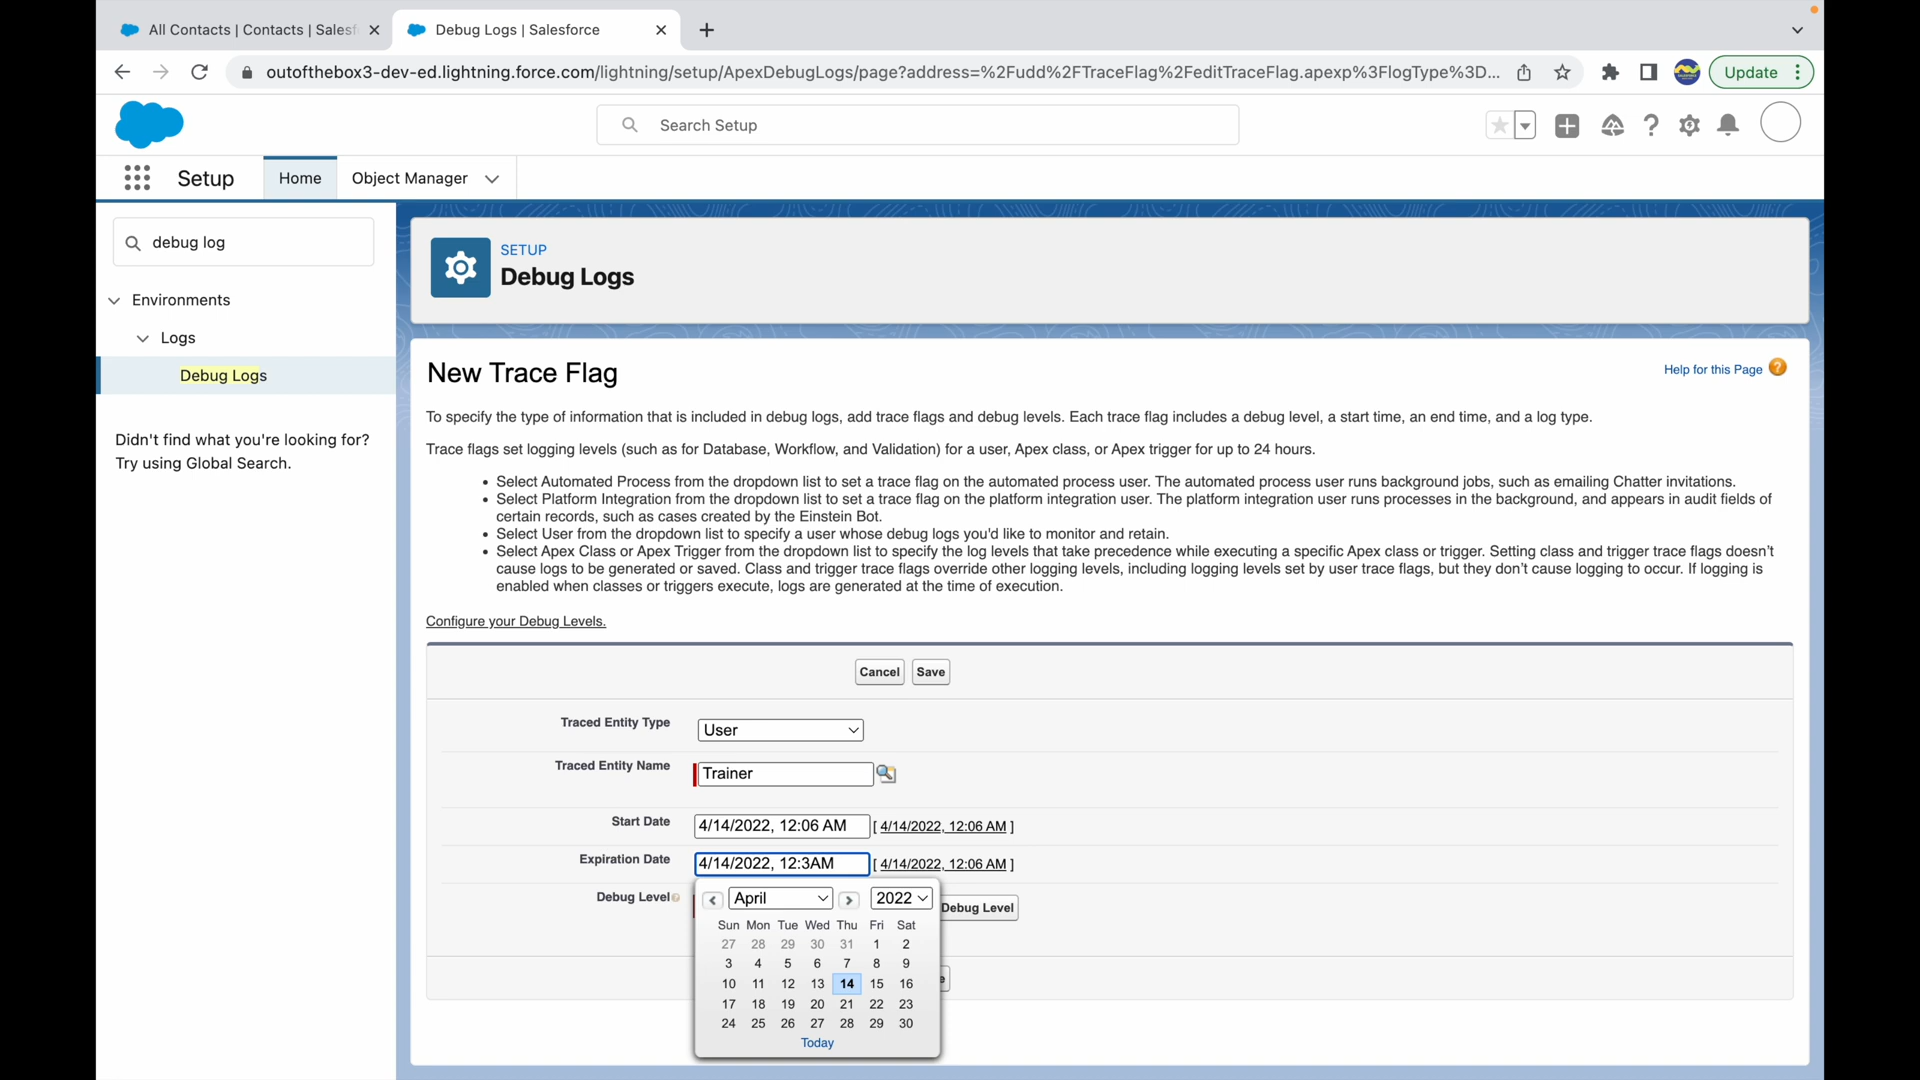 All Contacts | Contacts | Salesf
Debug Logs | Salesforce
outofthebox3-dev-ed.lightning.force.com/lightning/setup/ApexDebugLogs/page?address=%2Fudd%2FTraceFlag%2FeditTraceFlag.apexp%3FlogType%3D...
Update
Search Setup
Setup
Home
Object Manager
debug log
Environments
Logs
Debug Logs
Didn't find what you're looking for?
Try using Global Search.
SETUP
Debug Logs
New Trace Flag
Help for this Page
To specify the type of information that is included in debug logs, add trace flags and debug levels. Each trace flag includes a debug level, a start time, an end time, and a log type.
Trace flags set logging levels (such as for Database, Workflow, and Validation) for a user, Apex class, or Apex trigger for up to 24 hours.
• Select Automated Process from the dropdown list to set a trace flag on the automated process user. The automated process user runs background jobs, such as emailing Chatter invitations.
• Select Platform Integration from the dropdown list to set a trace flag on the platform integration user. The platform integration user runs processes in the background, and appears in audit fields of
certain records, such as cases created by the Einstein Bot.
• Select User from the dropdown list to specify a user whose debug logs you'd like to monitor and retain.
• Select Apex Class or Apex Trigger from the dropdown list to specify the log levels that take precedence while executing a specific Apex class or trigger. Setting class and trigger trace flags doesn't
cause logs to be generated or saved. Class and trigger trace flags override other logging levels, including logging levels set by user trace flags, but they don't cause logging to occur. If logging is
enabled when classes or triggers execute, logs are generated at the time of execution.
Configure your Debug Levels.
Cancel Save
Traced Entity Type User
Traced Entity Name Trainer
Start Date 4/14/2022, 12:06 AM [ 4/14/2022, 12:06 AM ]
Expiration Date 4/14/2022, 12:3AM [ 4/14/2022, 12:06 AM ]
Debug Level Debug Level
April 2022
Sun Mon Tue Wed Thu Fri Sat
27 28 29 30 31 1 2
3 4 5 6 7 8 9
10 11 12 13 14 15 16
17 18 19 20 21 22 23
24 25 26 27 28 29 30
Today